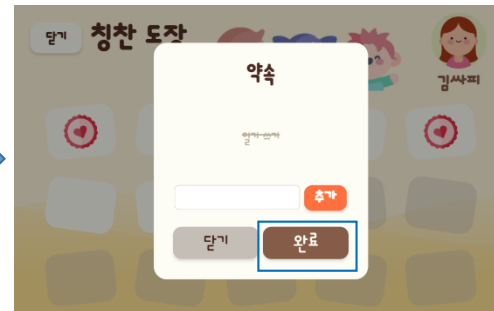 닫기 칭찬 도장
김싸피
약속
일기 쓰기
추가
닫기 완료